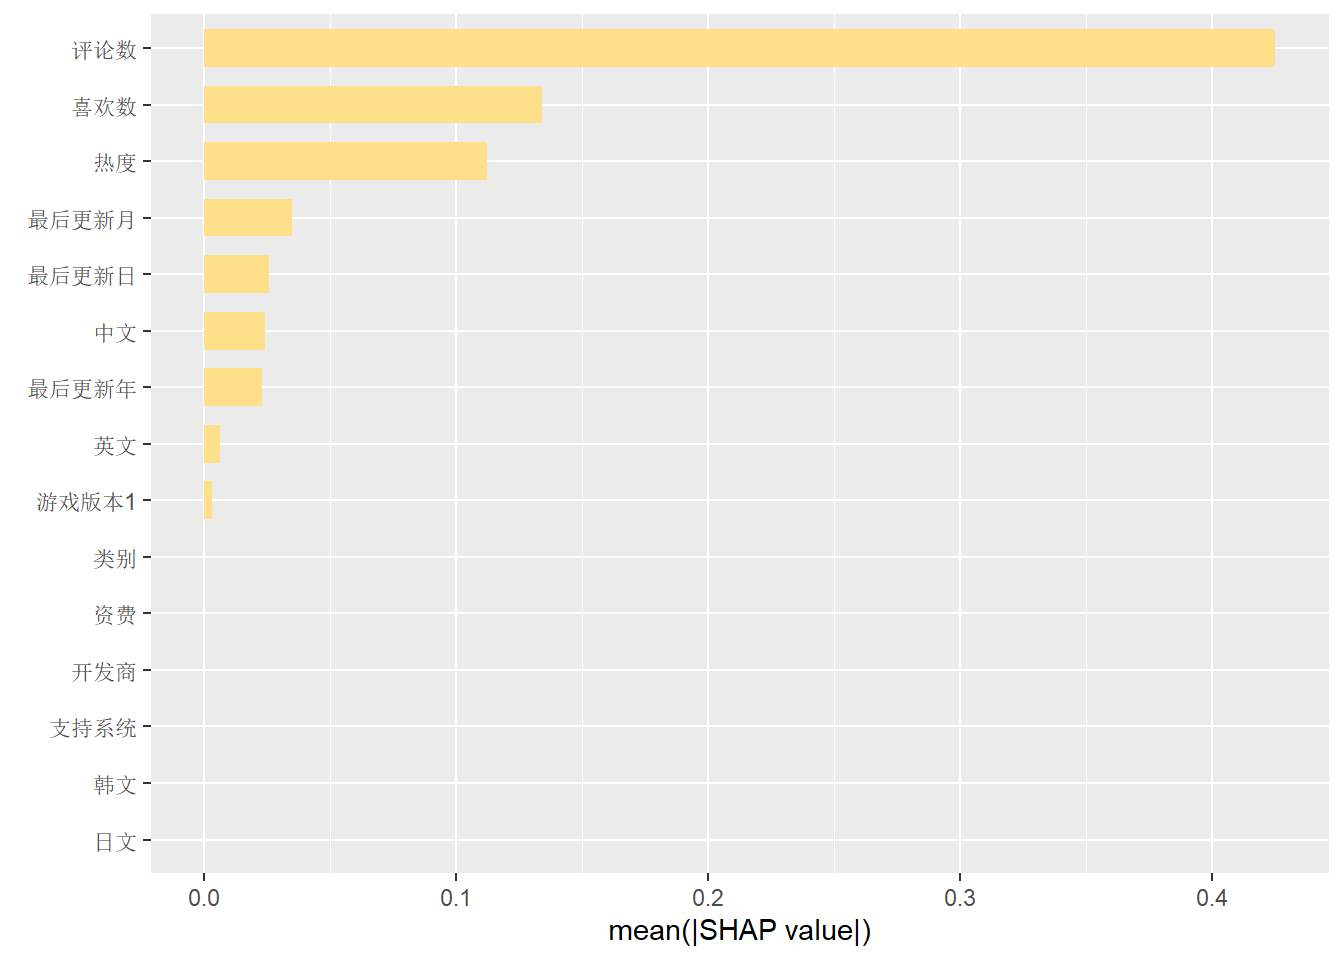 评论数
喜欢数
热度
最后更新月
最后更新日
中文
最后更新年
英文
游戏版本1
类别
资费
开发商
支持系统
韩文
日文
0.0 0.1 0.2 0.3 0.4
mean(|SHAP value|)